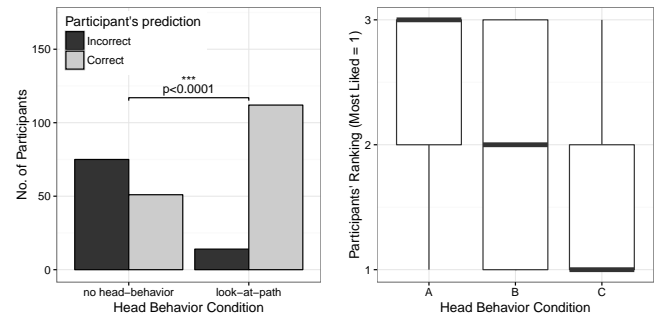 Participant's prediction
Incorrect
Correct
***
p<0.0001
No. of Participants
150
100
50
0
no head−behavior look−at−path
Head Behavior Condition
Participants' Ranking (Most Liked = 1)
3
2
1
A B C
Head Behavior Condition